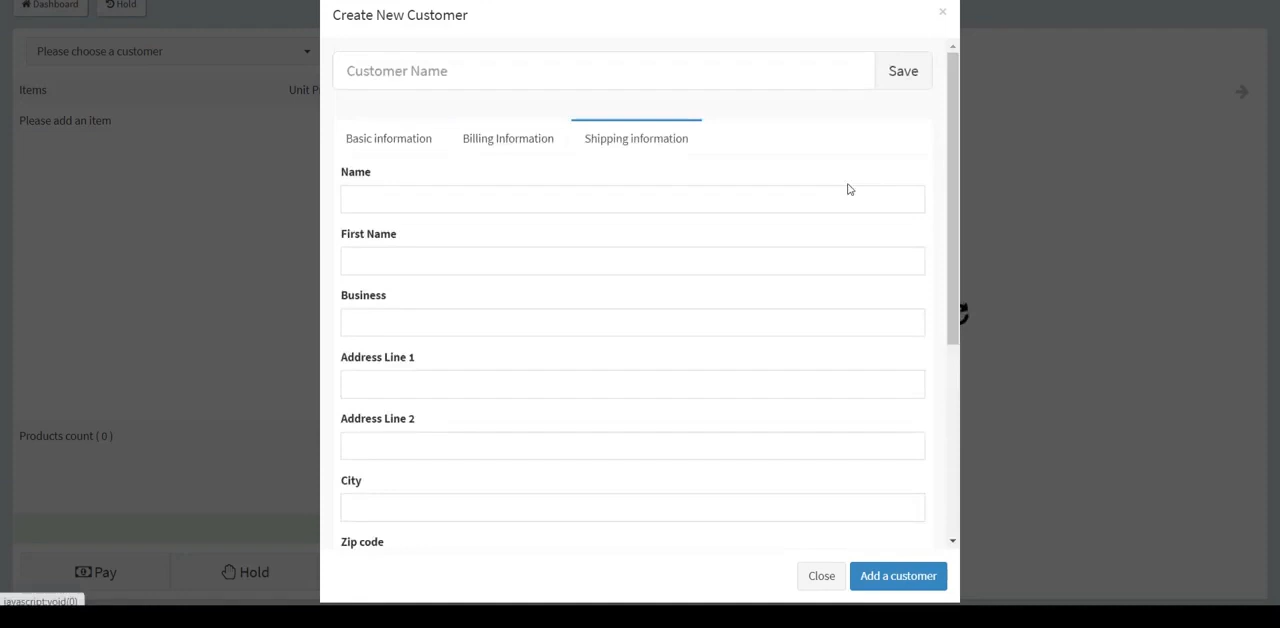 Dashboard
Hold
Create New Customer
×
Please choose a customer
Customer Name
Save
Items
Unit P
Please add an item
Basic information
Billing Information
Shipping information
Name
First Name
Business
Address Line 1
Address Line 2
Products count ( 0 )
City
Zip code
Pay
Hold
Close
Add a customer
javascript:void(0)